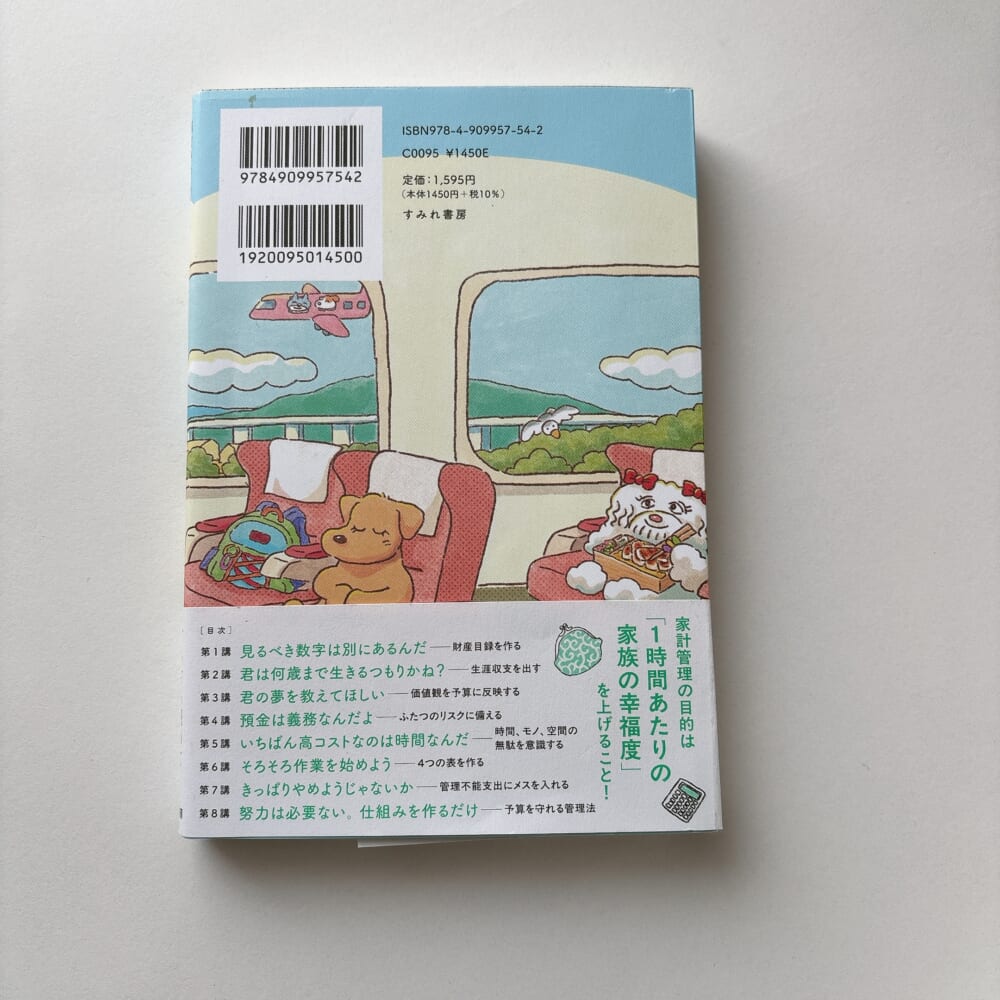 9784909957542
1920095014500
ISBN978-4-909957-54-2
C0095 ¥1450E
定価：1,595円
（本体1450円＋税10%）
すみれ書房
家計管理の目的は
「1時間あたりの
家族の幸福度」
を上げること！
［目次］
第1講 見るべき数字は別にあるんだ──財産目録を作る
第2講 君は何歳まで生きるつもりかね？──生涯収支を出す
第3講 君の夢を教えてほしい──価値観を予算に反映する
第4講 預金は義務なんだよ──ふたつのリスクに備える
第5講 いちばん高コストなのは時間なんだ──時間、モノ、空間の
無駄を意識する
第6講 そろそろ作業を始めよう──4つの表を作る
第7講 きっぱりやめようじゃないか──管理不能支出にメスを入れる
第8講 努力は必要ない。仕組みを作るだけ──予算を守れる管理法